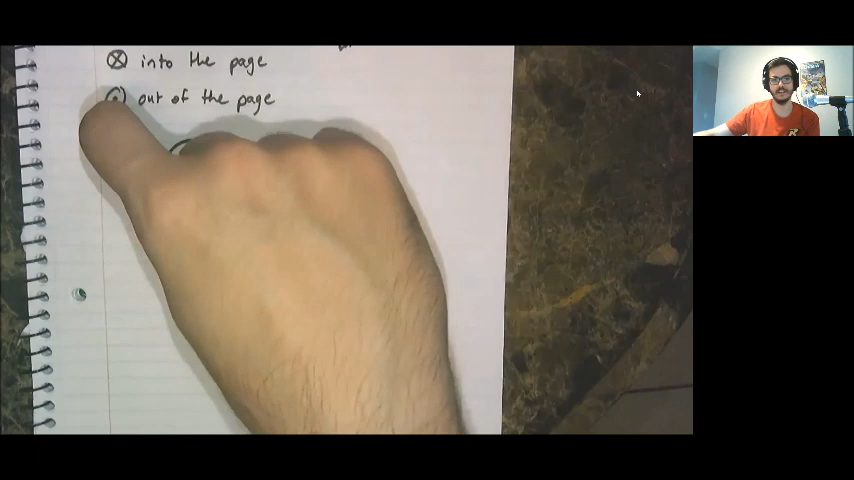 ⊗ into the page
⊙ out of the page